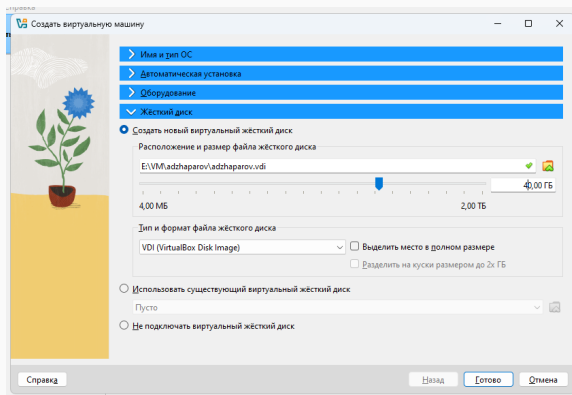 Справка
Создать виртуальную машину
Имя и тип ОС
Автоматическая установка
Оборудование
Жёсткий диск
Создать новый виртуальный жёсткий диск
Расположение и размер файла жёсткого диска
E:\VM\adzhaparov\adzhaparov.vdi
40,00 ГБ
4,00 МБ 2,00 ТБ
Тип и формат файла жёсткого диска
VDI (VirtualBox Disk Image) Выделить место в полном размере
Разделить на куски размером до 2х ГБ
Использовать существующий виртуальный жёсткий диск
Пусто
Не подключать виртуальный жёсткий диск
Справка Назад Готово Отмена